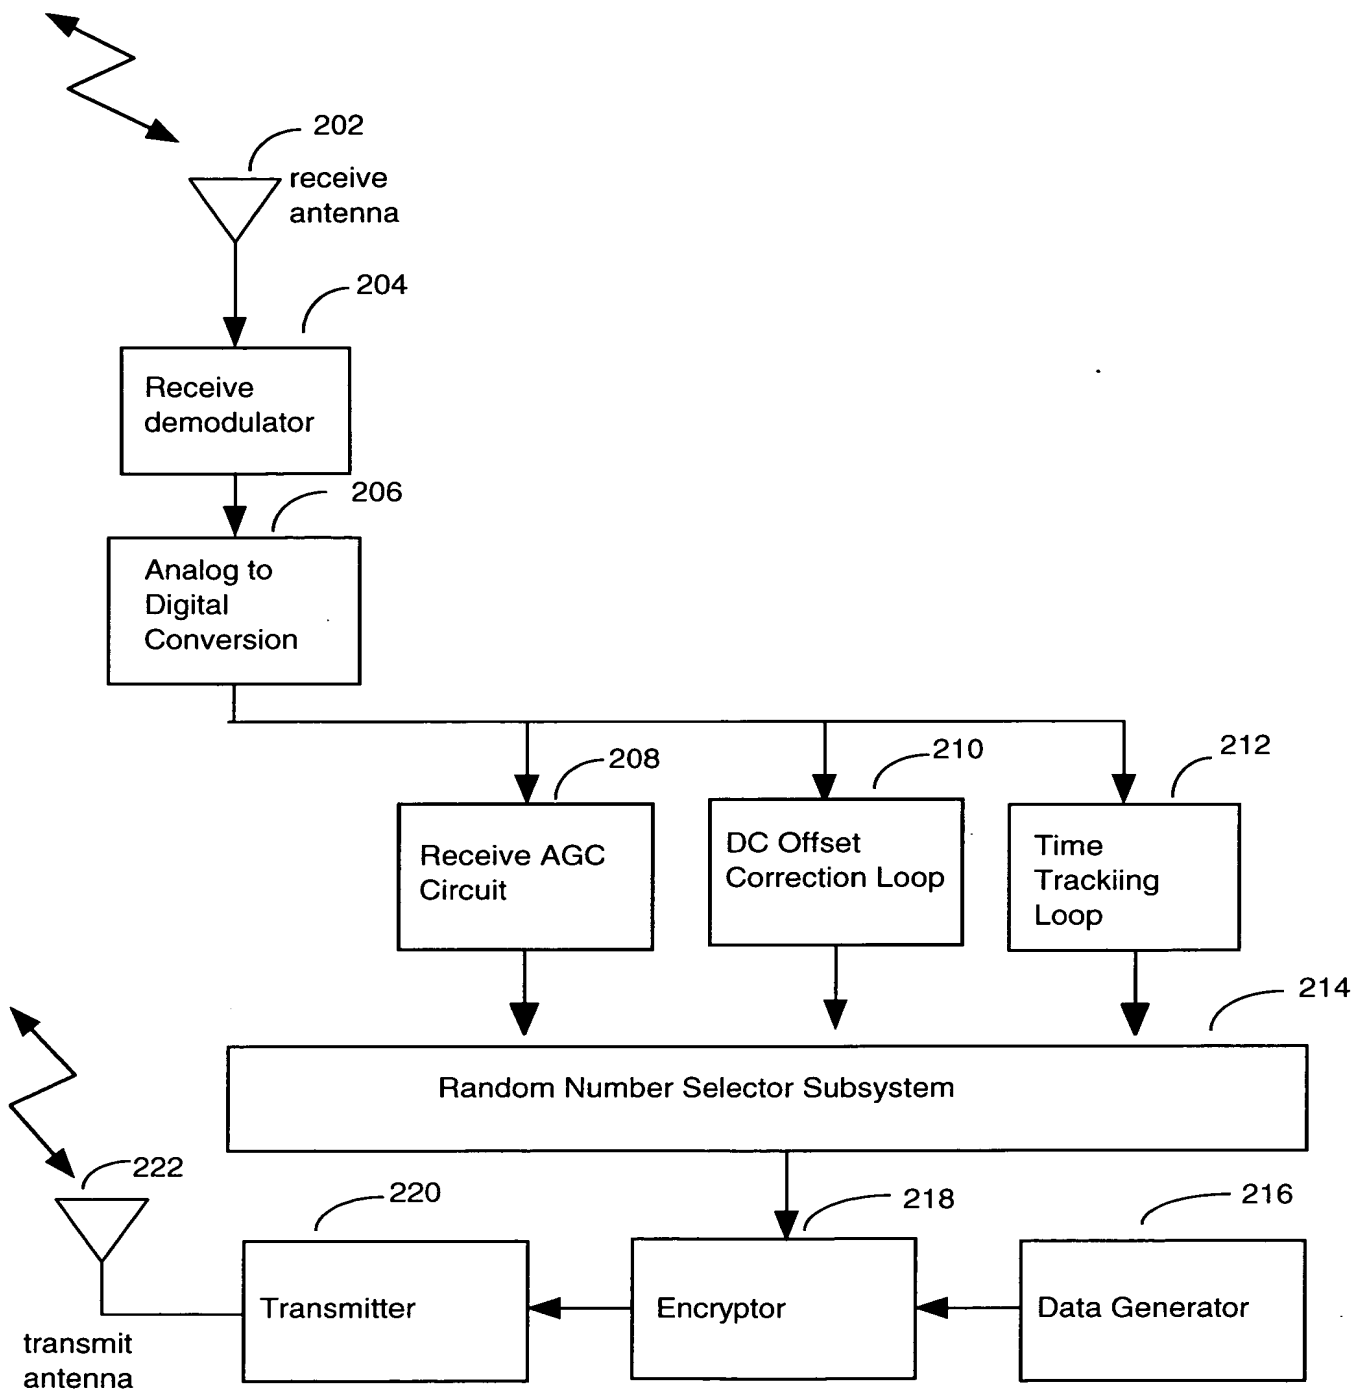 202
receive
antenna
204
Receive
demodulator
206
Analog to
Digital
Conversion
208
210
212
Receive AGC
Circuit
DC Offset
Correction Loop
Time
Trackiing
Loop
214
Random Number Selector Subsystem
222
220
218
216
Transmitter
Encryptor
Data Generator
transmit
antenna